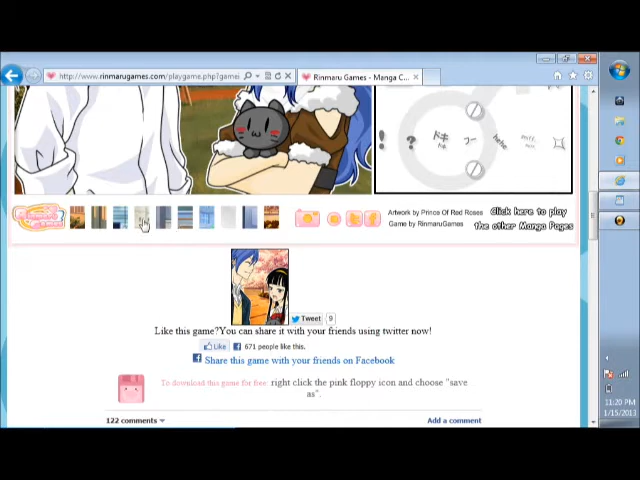 http://www.rinmarugames.com/playgame.php?gamei
Rinmaru Games - Manga C...
!
?
ドキ
hehe
Artwork by Prince Of Red Roses
Game by RinmaruGames
Click here to play
the other Manga Pages
Tweet 9
Like this game?You can share it with your friends using twitter now!
Like 671 people like this.
Share this game with your friends on Facebook
To download this game for free: right click the pink floppy icon and choose "save
as".
122 comments
Add a comment
11:20 PM
1/15/2013